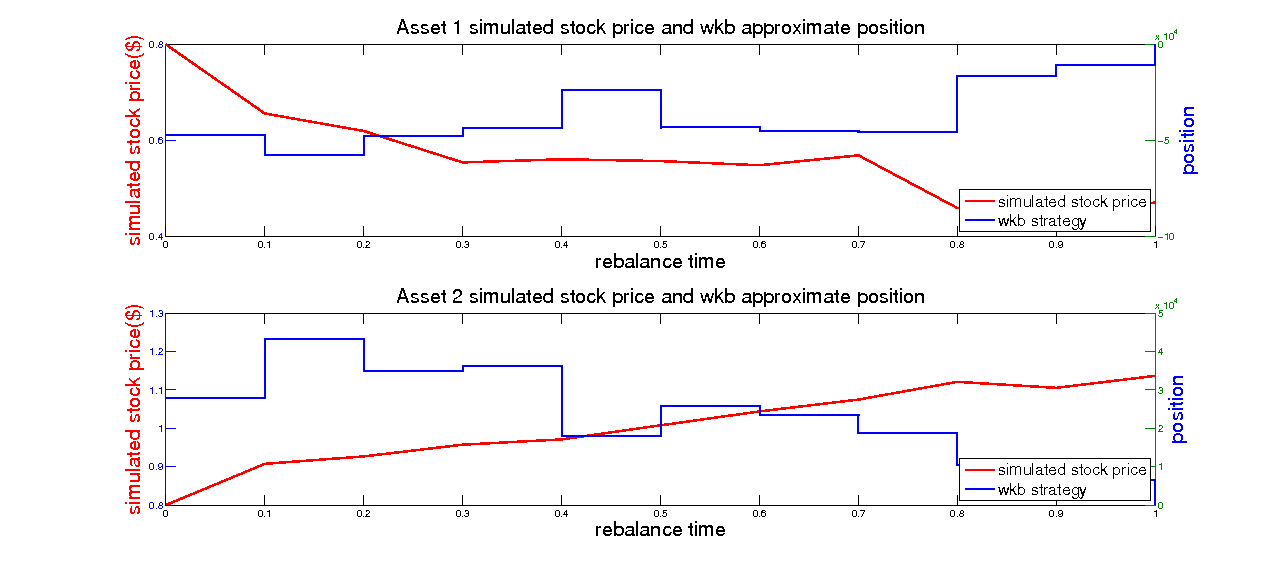 Asset 1 simulated stock price and wkb approximate position
x 10^4
simulated stock price($)
0.8
0.6
0.4
0
-5
-10
position
simulated stock price
wkb strategy
0 0.1 0.2 0.3 0.4 0.5 0.6 0.7 0.8 0.9 1
rebalance time
Asset 2 simulated stock price and wkb approximate position
x 10^4
simulated stock price($)
1.3
1.2
1.1
1
0.9
0.8
5
4
3
2
1
0
position
simulated stock price
wkb strategy
0 0.1 0.2 0.3 0.4 0.5 0.6 0.7 0.8 0.9 1
rebalance time